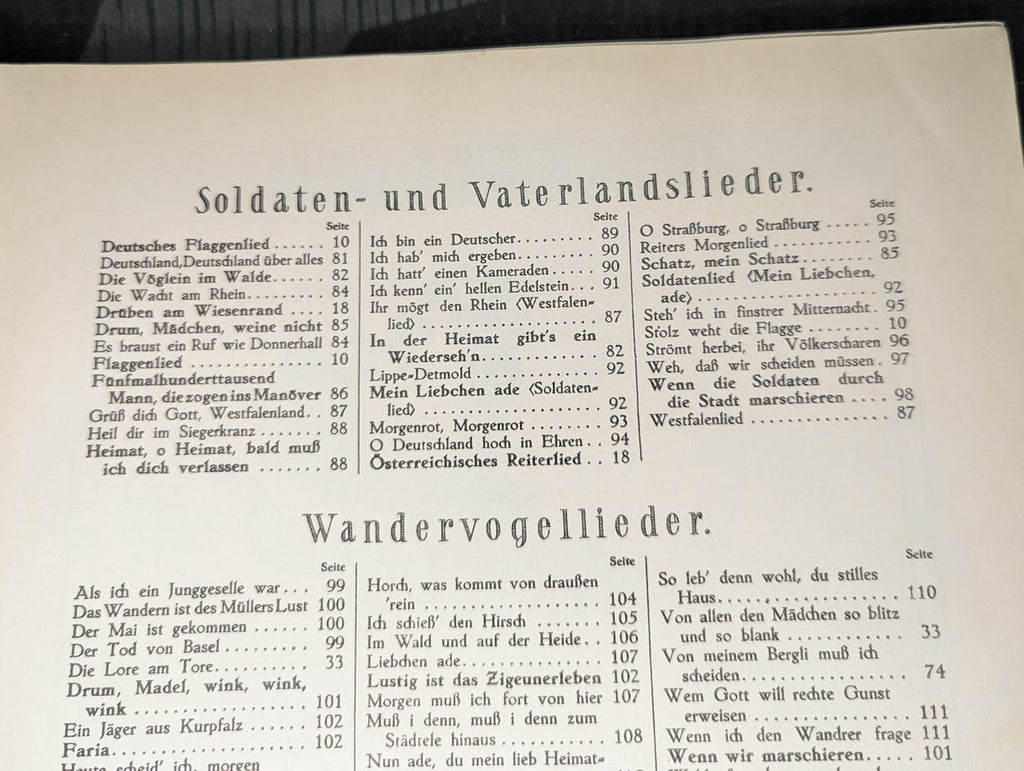 Soldaten- und Vaterlandslieder.
Seite
Deutsches Flaggenlied ...... 10
Deutschland, Deutschland über alles 81
Die Vöglein im Walde..... 82
Die Wacht am Rhein........ 84
Drüben am Wiesenrand .... 18
Drum, Mädchen, weine nicht 85
Es braust ein Ruf wie Donnerhall 84
Flaggenlied ................ 10
Fünfmalhunderttausend
Mann, die zogen ins Manöver 86
Grüß dich Gott, Westfalenland.. 87
Heil dir im Siegerkranz ....... 88
Heimat, o Heimat, bald muß
ich dich verlassen ....... 88
Seite
Ich bin ein Deutscher......... 89
Ich hab' mich ergeben........ 90
Ich hatt' einen Kameraden .... 90
Ich kenn' ein' hellen Edelstein... 91
Ihr mögt den Rhein (Westfalen-
lied) ................... 87
In der Heimat gibt's ein
Wiederseh'n............ 82
Lippe-Detmold ............. 92
Mein Liebchen ade (Soldaten-
lied) ................... 92
Morgenrot, Morgenrot ....... 93
O Deutschland hoch in Ehren.. 94
Österreichisches Reiterlied .. 18
Seite
O Straßburg, o Straßburg ..... 95
Reiters Morgenlied .......... 93
Schatz, mein Schatz ........ 85
Soldatenlied (Mein Liebchen,
ade) .................... 92
Steh' ich in finstrer Mitternacht. 95
Stolz weht die Flagge ........ 10
Strömt herbei, ihr Völkerscharen 96
Weh, daß wir scheiden müssen. 97
Wenn die Soldaten durch
die Stadt marschieren .... 98
Westfalenlied .............. 87
Wandervogellieder.
Seite
Als ich ein Junggeselle war... 99
Das Wandern ist des Müllers Lust 100
Der Mai ist gekommen ...... 100
Der Tod von Basel........ 99
Die Lore am Tore.......... 33
Drum, Madel, wink, wink,
wink .................. 101
Ein Jäger aus Kurpfalz ..... 102
Faria..................... 102
Heute scheid' ich, morgen
Seite
Horch, was kommt von draußen
'rein .................. 104
Ich schieß' den Hirsch ....... 105
Im Wald und auf der Heide.. 106
Liebchen ade............... 107
Lustig ist das Zigeunerleben 102
Morgen muß ich fort von hier 107
Muß i denn, muß i denn zum
Städtele hinaus .......... 108
Nun ade, du mein lieb Heimat-
Seite
So leb' denn wohl, du stilles
Haus................... 110
Von allen den Mädchen so blitz
und so blank ............ 33
Von meinem Bergli muß ich
scheiden................. 74
Wem Gott will rechte Gunst
erweisen ................ 111
Wenn ich den Wandrer frage 111
Wenn wir marschieren..... 101